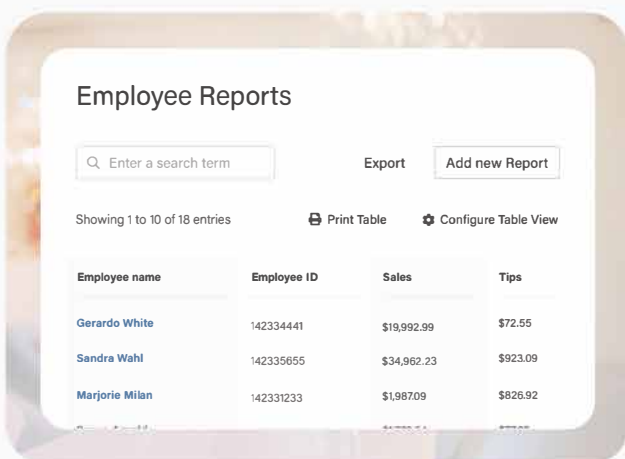 Employee Reports
Enter a search term
Export
Add new Report
Showing 1 to 10 of 18 entries
Print Table
Configure Table View
Employee name Employee ID Sales Tips
Gerardo White 142334441 $19,992.99 $72.55
Sandra Wahl 142335655 $34,962.23 $923.09
Marjorie Milan 142331233 $1,987.09 $826.92